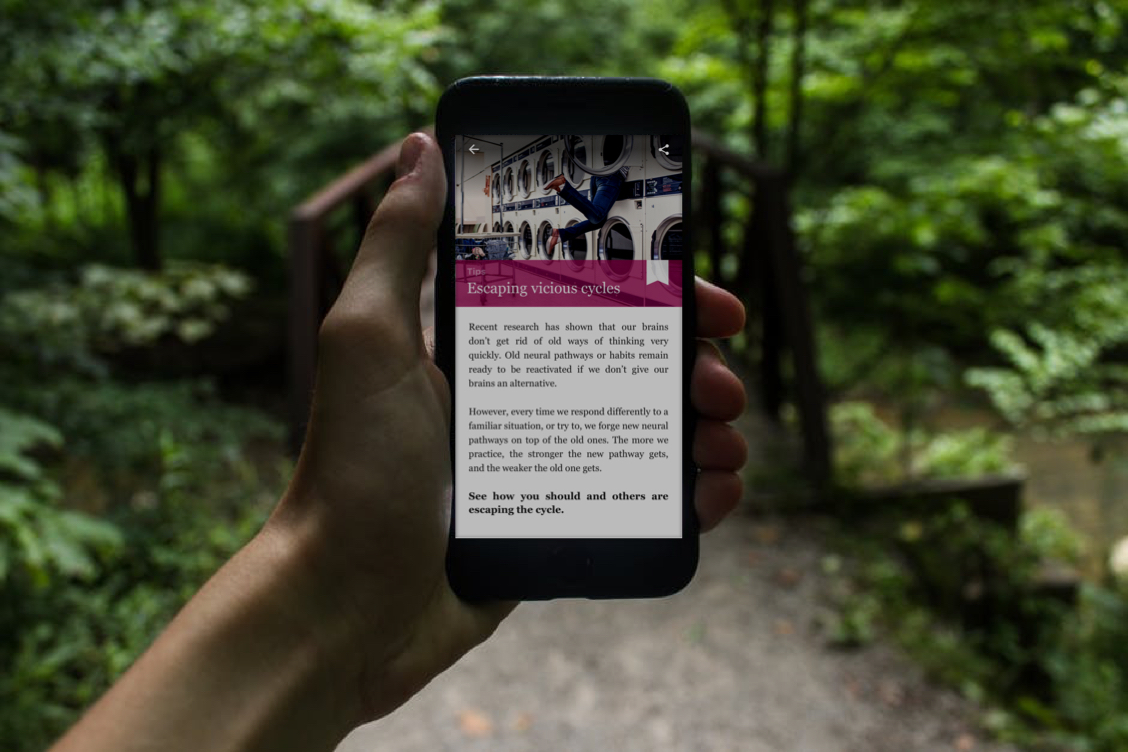 Tips
Escaping vicious cycles
Recent research has shown that our brains
don't get rid of old ways of thinking very
quickly. Old neural pathways or habits remain
ready to be reactivated if we don't give our
brains an alternative.
However, every time we respond differently to a
familiar situation, or try to, we forge new neural
pathways on top of the old ones. The more we
practice, the stronger the new pathway gets,
and the weaker the old one gets.
See how you should and others are
escaping the cycle.